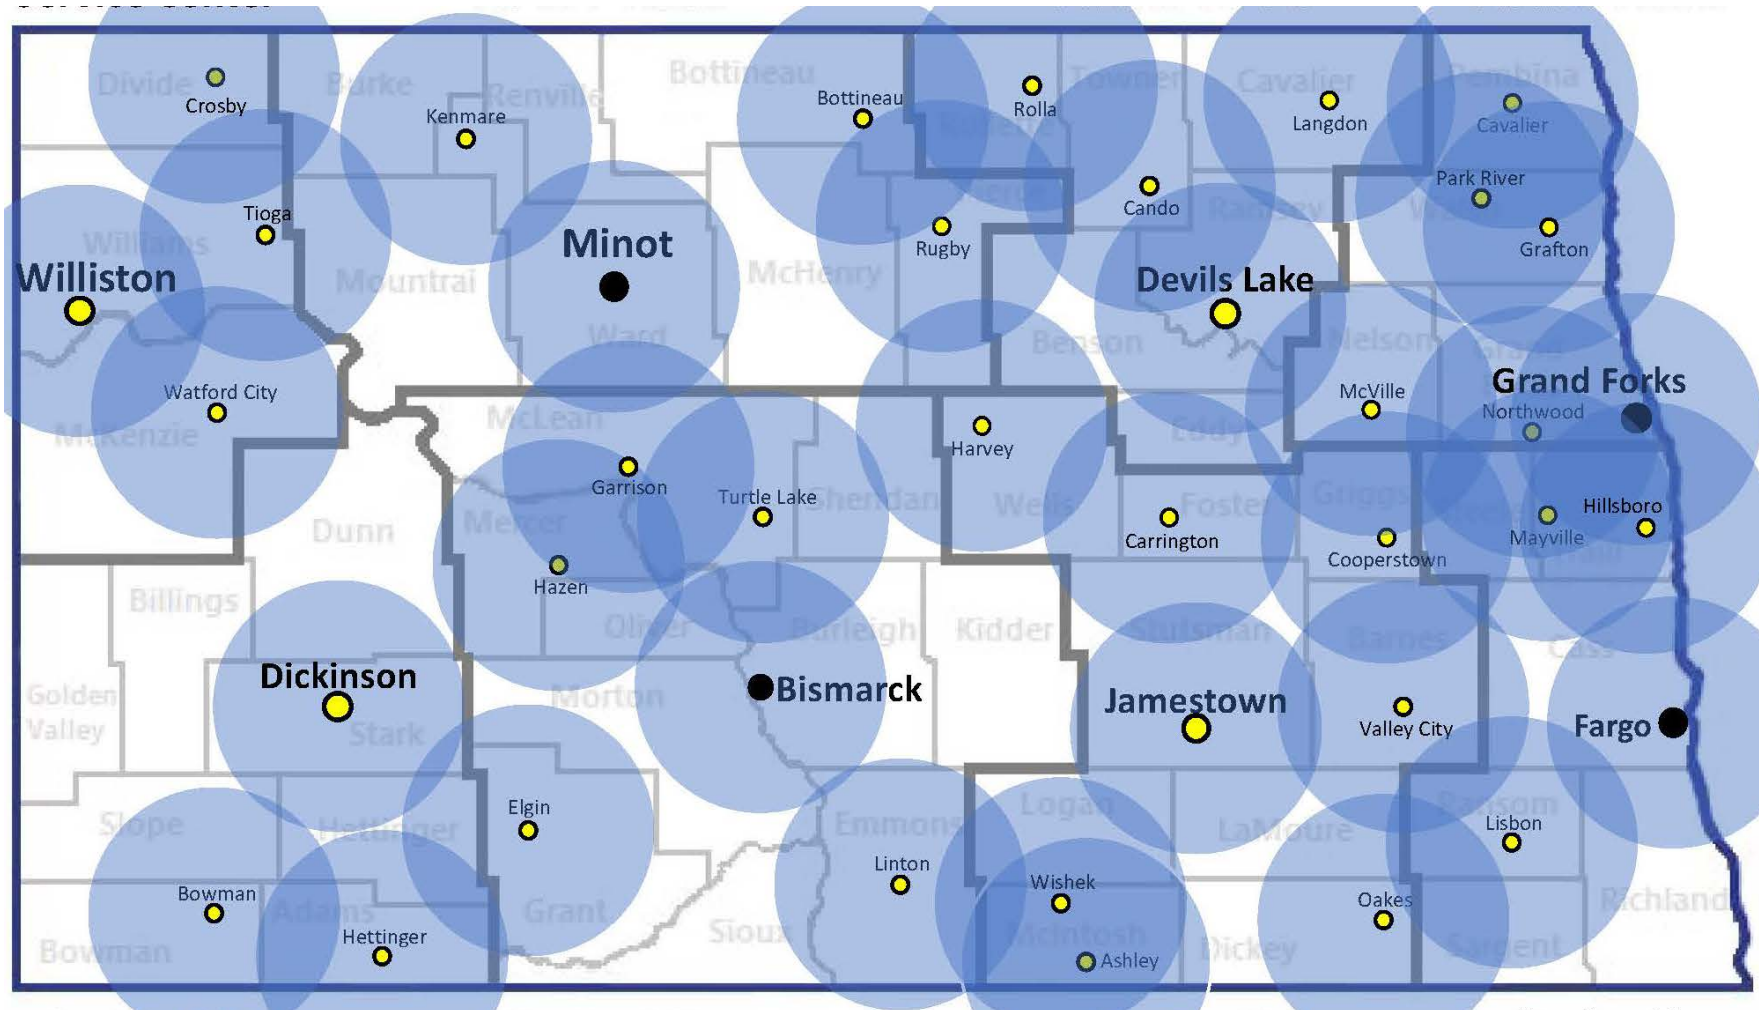 Divide
Crosby
Burke
Renville
Kenmare
Bottineau
Bottineau
Rolla
Towner
Cavalier
Langdon
Pembina
Cavalier
Park River
Grafton
Tioga
Williams
Williston
Mountrai
Minot
Ward
McHenry
Rugby
Cando
Ramsey
Devils Lake
Benson
Nelson
Grand
Grand Forks
Northwood
McVille
Watford City
McKenzie
McLean
Garrison
Turtle Lake
Sheridan
Harvey
Wells
Eddy
Foster
Carrington
Griggs
Cooperstown
Hillsboro
Mayville
Dunn
Mercer
Hazen
Oliver
Billings
Burleigh
Kidder
Stutsman
Barnes
Cass
Golden
Valley
Dickinson
Stark
Morton
Bismarck
Jamestown
Valley City
Fargo
Slope
Hettinger
Elgin
Emmons
Linton
Logan
LaMoure
Ransom
Lisbon
Bowman
Bowman
Adams
Hettinger
Grant
Sioux
Wishek
McIntosh
Ashley
Dickey
Oakes
Sargent
Richland